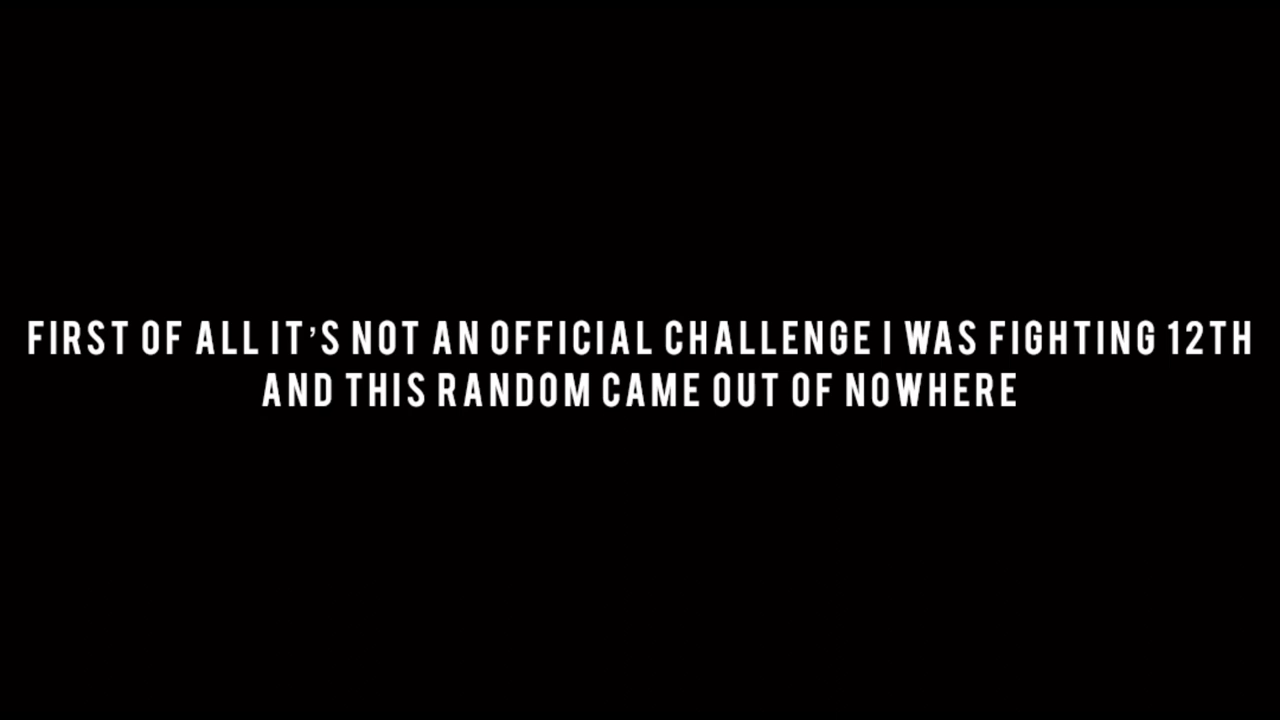 FIRST OF ALL IT'S NOT AN OFFICIAL CHALLENGE I WAS FIGHTING 12TH
AND THIS RANDOM CAME OUT OF NOWHERE